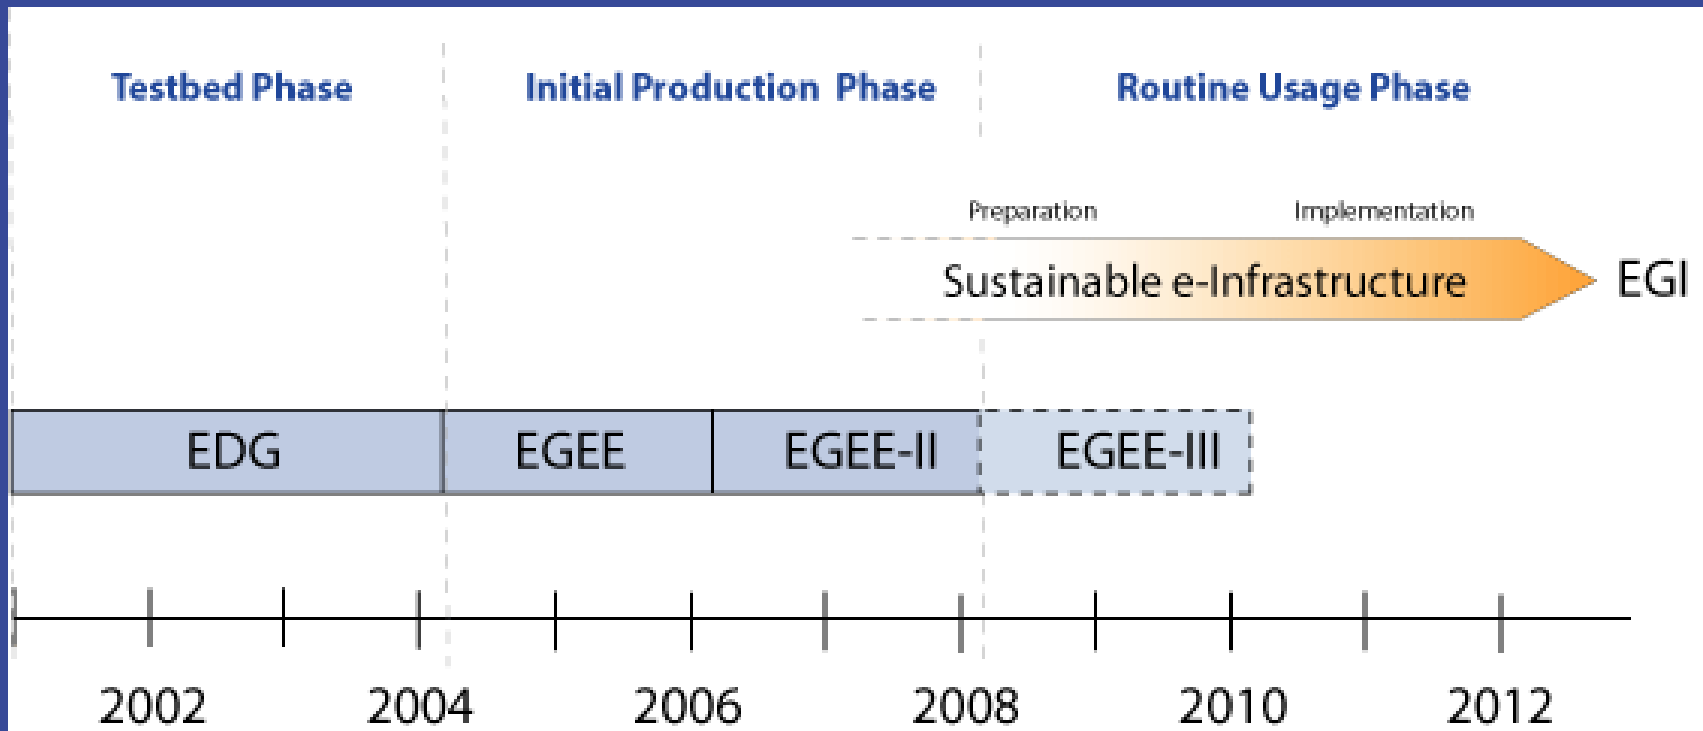 Testbed Phase
Initial Production Phase
Routine Usage Phase
Preparation
Implementation
Sustainable e-Infrastructure
EGI
EDG
EGEE
EGEE-II
EGEE-III
2002
2004
2006
2008
2010
2012